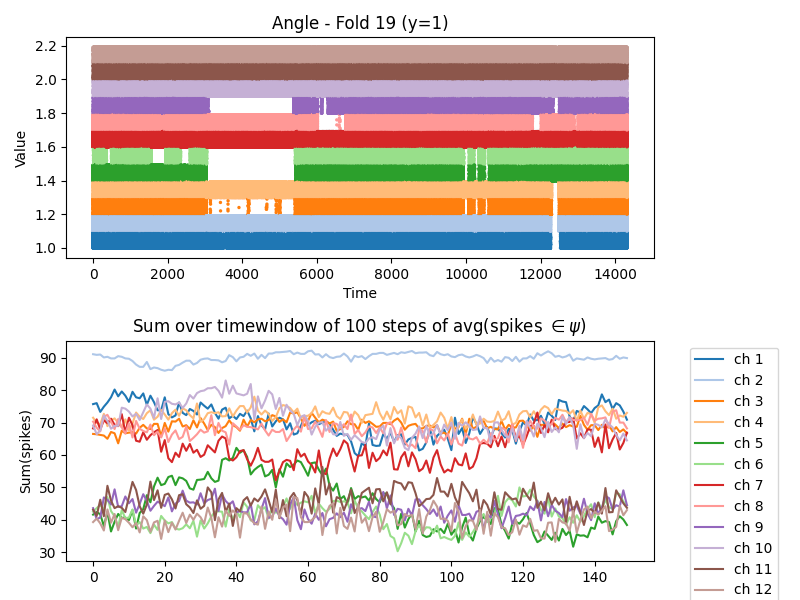 Angle - Fold 19 (y=1)
2.2
2.0
1.8
1.6
1.4
1.2
1.0
Value
0 2000 4000 6000 8000 10000 12000 14000
Time
Sum over timewindow of 100 steps of avg(spikes ∈ψ)
90
80
70
60
50
40
30
Sum(spikes)
0 20 40 60 80 100 120 140
ch 1
ch 2
ch 3
ch 4
ch 5
ch 6
ch 7
ch 8
ch 9
ch 10
ch 11
ch 12